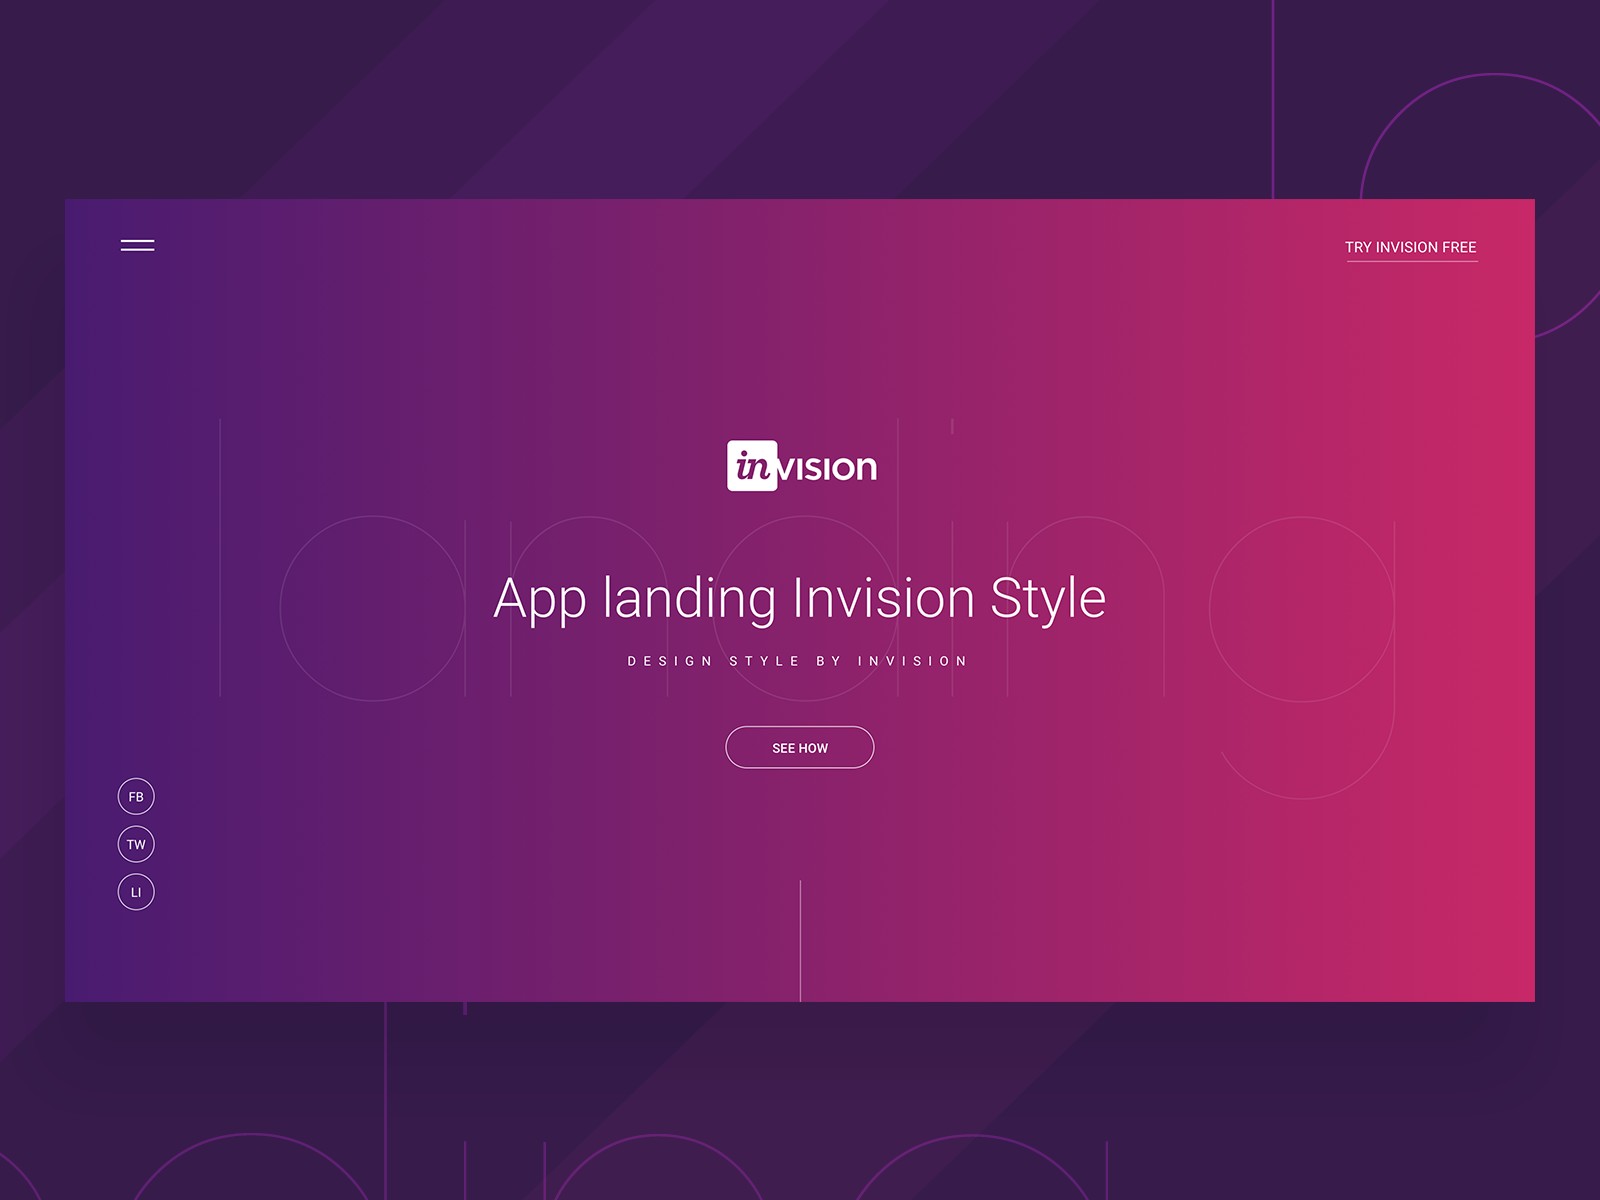 TRY INVISION FREE
invision
landing
App landing Invision Style
DESIGN STYLE BY INVISION
SEE HOW
FB
TW
LI